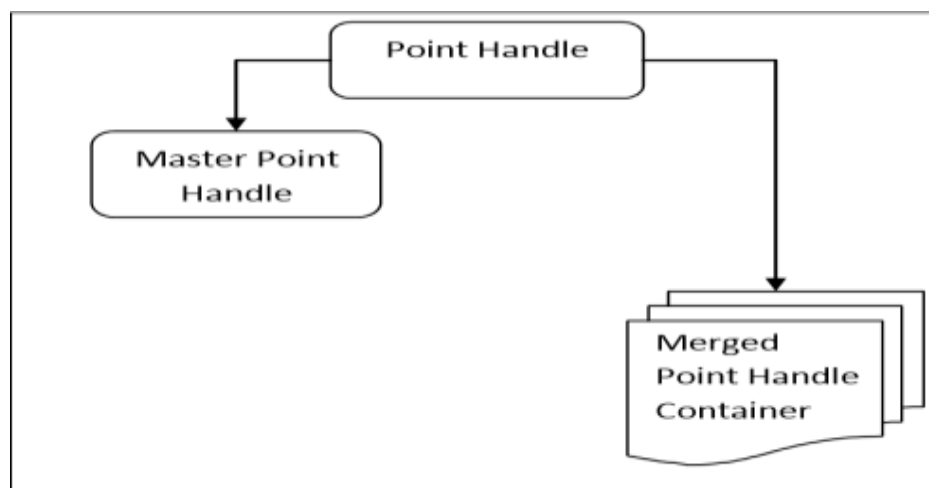 Point Handle
Master Point
Handle
Merged
Point Handle
Container